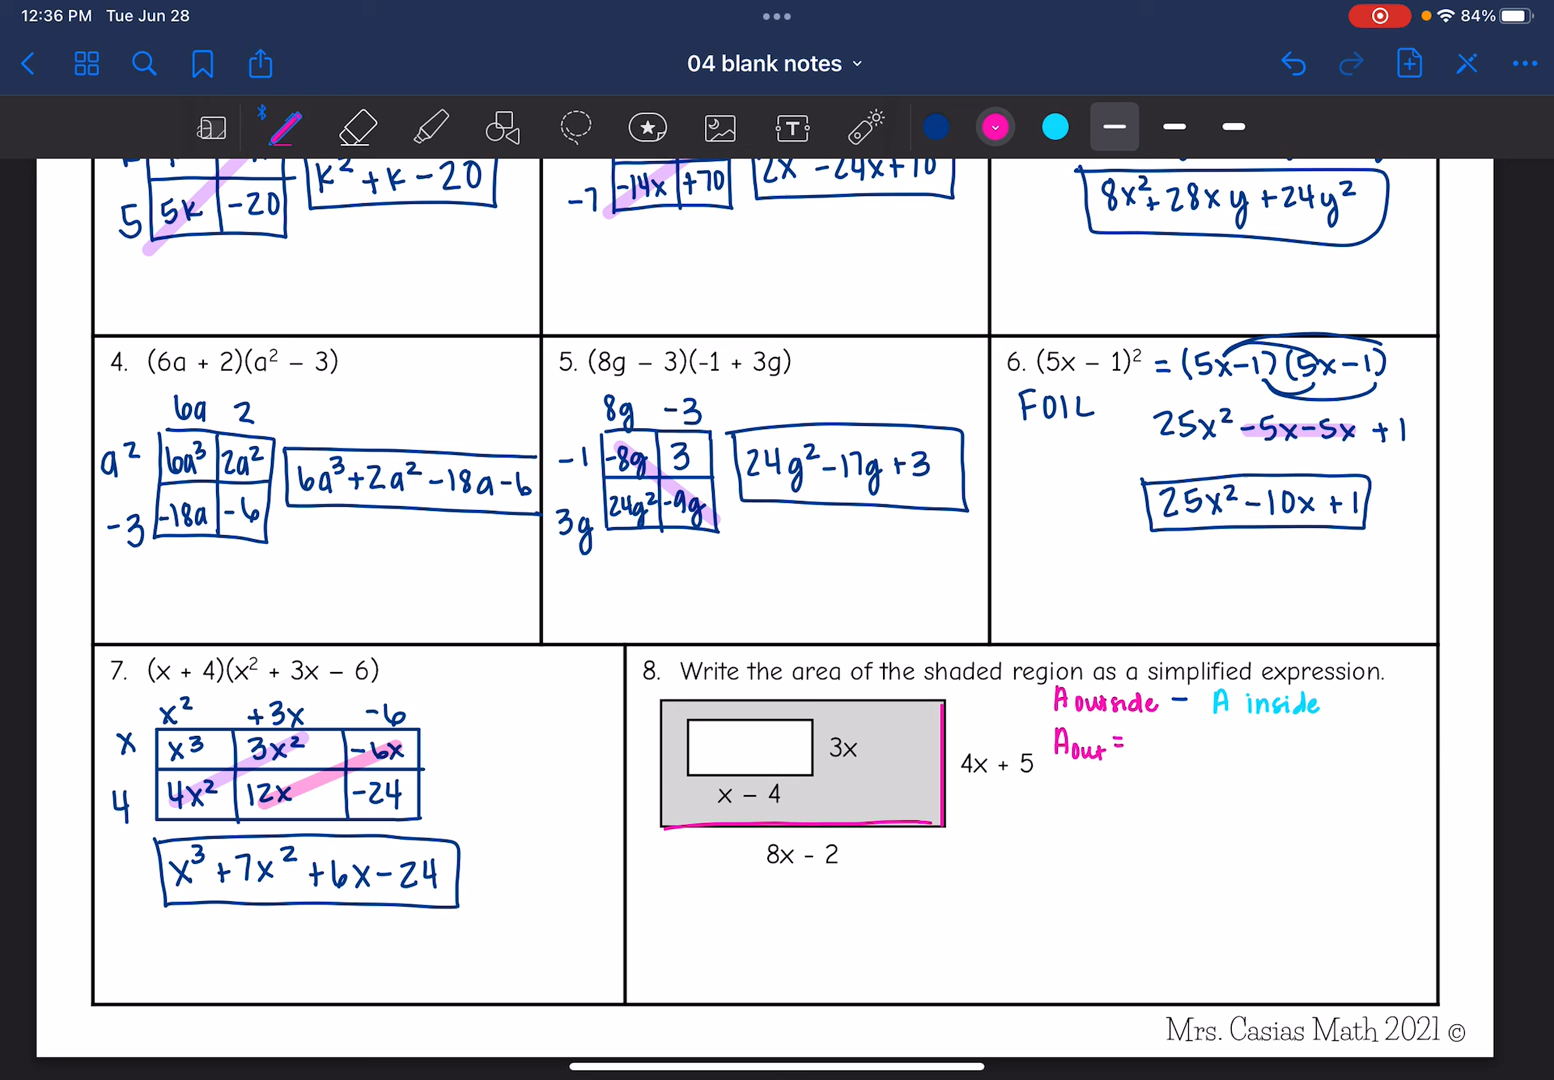 12:36 PM Tue Jun 28
84%
04 blank notes
5 5k -20
k² + k - 20
-7 -14x +70
2x -24x+70
8x² + 28xy + 24y²
4. (6a + 2)(a² – 3)
6a 2
a² 6a³ 2a²
-3 -18a -6
6a³+2a²-18a-6
5. (8g – 3)(-1 + 3g)
8g -3
-1 -8g 3
3g 24g² -9g
24g²-17g+3
6. (5x – 1)² = (5x-1)(5x-1)
FOIL
25x² -5x-5x +1
25x² -10x +1
7. (x + 4)(x² + 3x – 6)
x² +3x -6
x x³ 3x² -6x
4 4x² 12x -24
x³ +7x² +6x-24
8. Write the area of the shaded region as a simplified expression.
A outside - A inside
A out =
3x
4x + 5
x – 4
8x - 2
Mrs. Casias Math 2021 ©